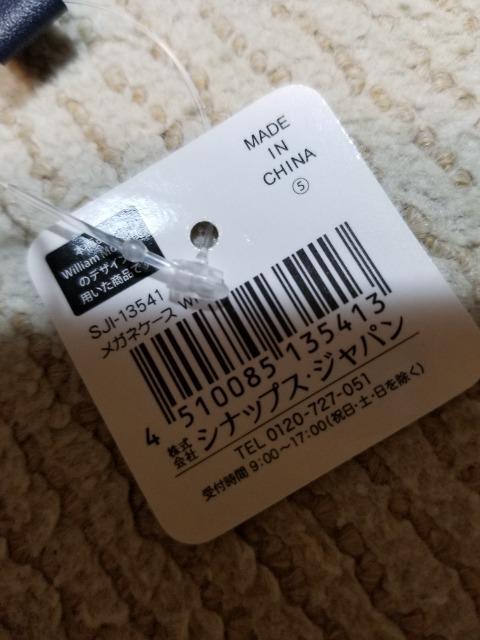 MADE
IN
CHINA
⑤
William
のデザイン
用いた商品で
SJI-13541
メガネケース
4 510085 135413
株式会社 シナップス・ジャパン
TEL 0120-727-051
受付時間 9:00〜17:00(祝日・土・日を除く)